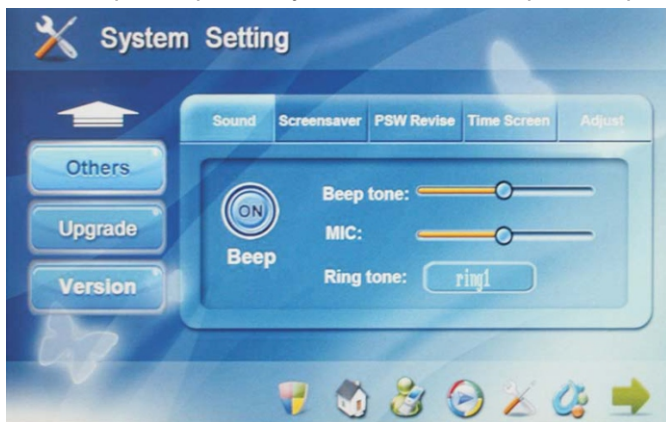 System Setting
Sound Screensaver PSW Revise Time Screen Adjust
Others
Upgrade
Version
ON
Beep
Beep tone:
MIC:
Ring tone: ring1